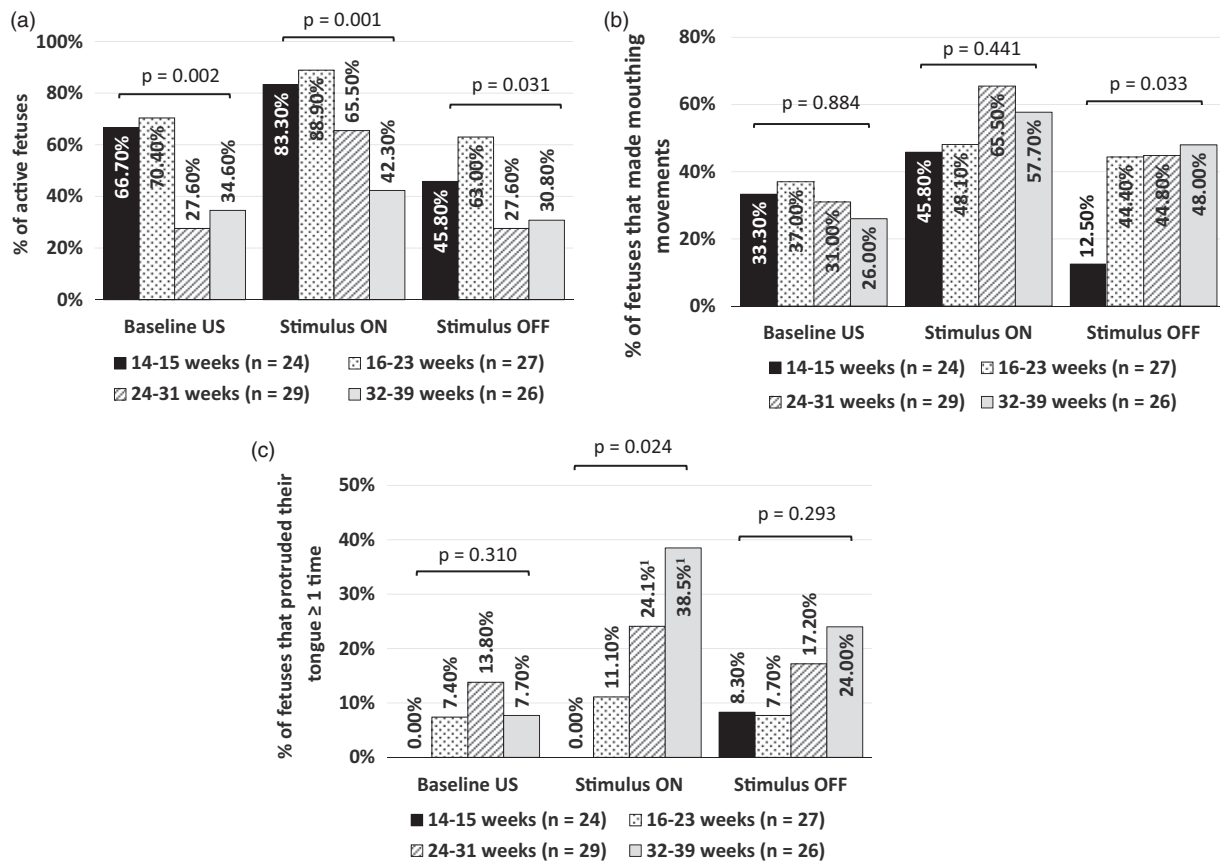 (a)
% of active fetuses
100%
80%
60%
40%
20%
0%
p = 0.002
p = 0.001
p = 0.031
66.70%
70.40%
27.60%
34.60%
83.30%
88.90%
65.50%
42.30%
45.80%
63.00%
27.60%
30.80%
Baseline US
Stimulus ON
Stimulus OFF
14-15 weeks (n = 24)
16-23 weeks (n = 27)
24-31 weeks (n = 29)
32-39 weeks (n = 26)
(b)
% of fetuses that made mouthing
movements
80%
60%
40%
20%
0%
p = 0.884
p = 0.441
p = 0.033
33.30%
37.00%
31.00%
26.00%
45.80%
48.10%
65.50%
57.70%
12.50%
44.40%
44.80%
48.00%
Baseline US
Stimulus ON
Stimulus OFF
14-15 weeks (n = 24)
16-23 weeks (n = 27)
24-31 weeks (n = 29)
32-39 weeks (n = 26)
(c)
% of fetuses that protruded their
tongue ≥ 1 time
50%
40%
30%
20%
10%
0%
p = 0.310
p = 0.024
p = 0.293
0.00%
7.40%
13.80%
7.70%
0.00%
11.10%
24.1%¹
38.5%¹
8.30%
7.70%
17.20%
24.00%
Baseline US
Stimulus ON
Stimulus OFF
14-15 weeks (n = 24)
16-23 weeks (n = 27)
24-31 weeks (n = 29)
32-39 weeks (n = 26)